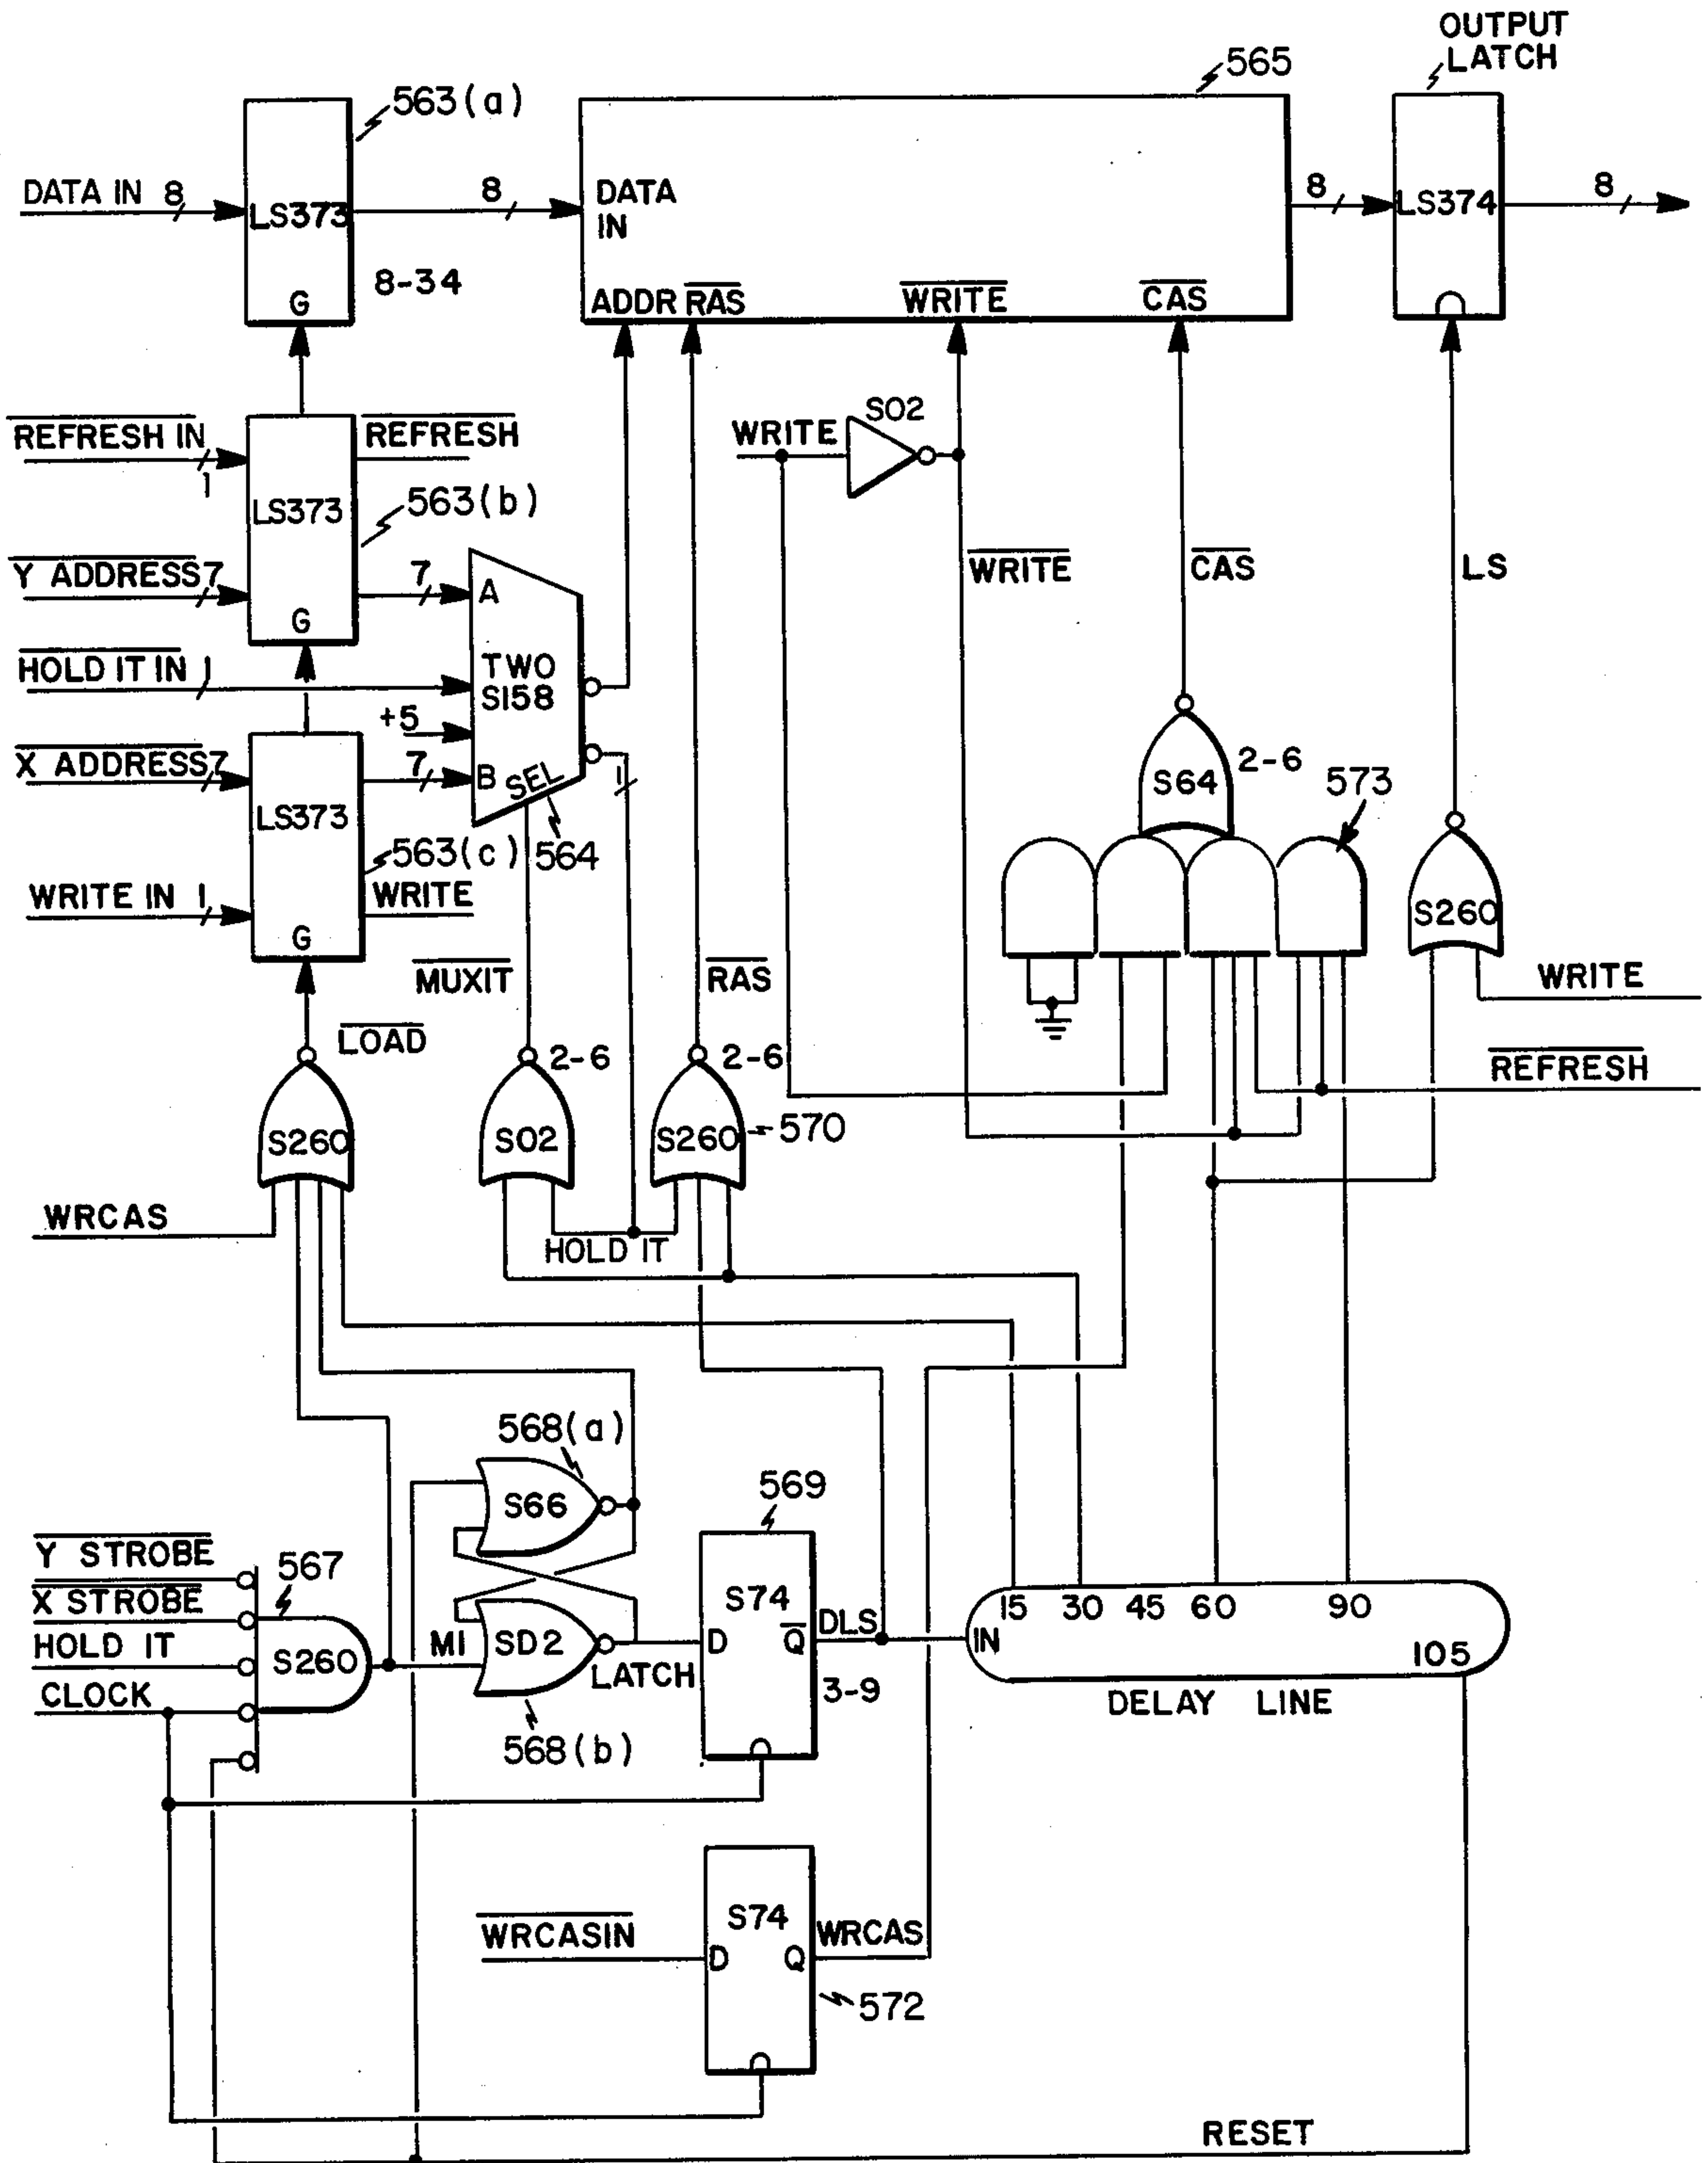 OUTPUT
LATCH
565
563(a)
DATA IN 8
LS373
8
DATA
IN
8
LS374
8
G
8-34
ADDR RAS
WRITE
CAS
REFRESH IN
1
REFRESH
WRITE
S02
LS373
563(b)
Y ADDRESS 7
7
A
WRITE
CAS
LS
G
HOLD IT IN 1
TWO
S158
+5
X ADDRESS 7
7
B
SEL
1
S64
2-6
573
LS373
563(c)
564
WRITE IN 1
WRITE
G
S260
MUXIT
RAS
WRITE
LOAD
2-6
2-6
REFRESH
S260
S02
S260
570
WRCAS
HOLD IT
568(a)
S66
569
Y STROBE
567
X STROBE
S74
15 30 45 60 90
HOLD IT
S260
MI
SD2
D
Q
DLS
IN
CLOCK
LATCH
3-9
105
DELAY LINE
568(b)
S74
WRCASIN
D
Q
WRCAS
572
RESET